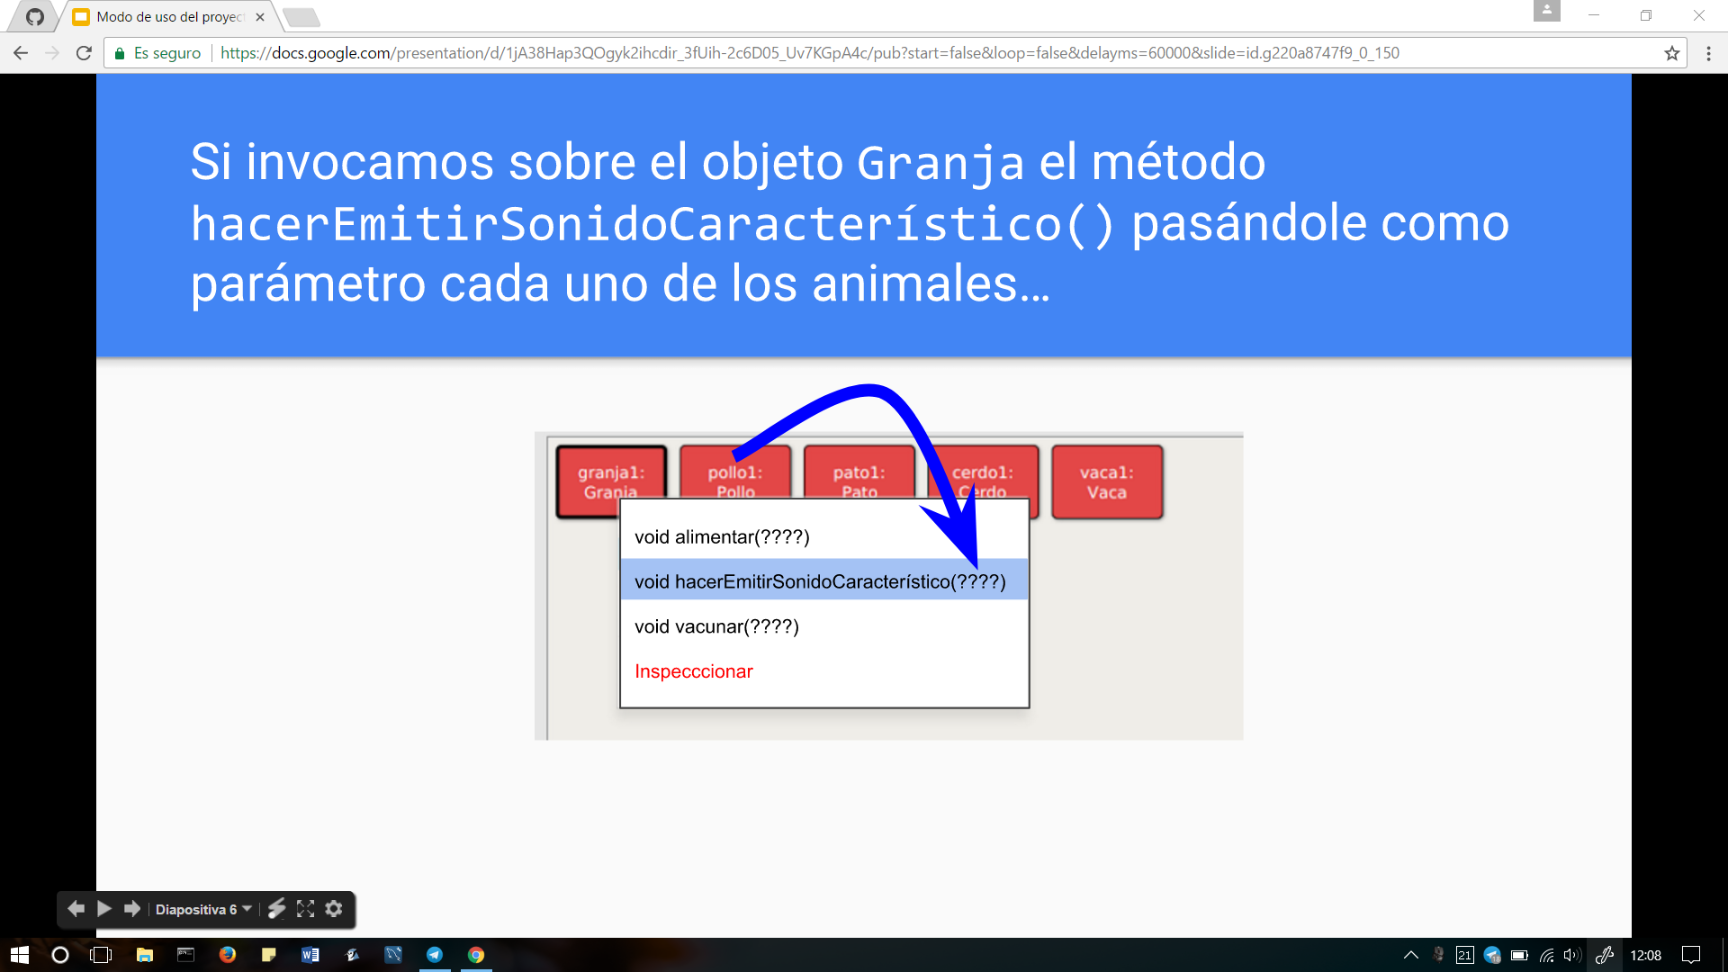 Modo de uso del proyec
Es seguro
https://docs.google.com/presentation/d/1jA38Hap3QOgyk2ihcdir_3fUih-2c6D05_Uv7KGpA4c/pub?start=false&loop=false&delayms=60000&slide=id.g220a8747f9_0_150
Si invocamos sobre el objeto Granja el método
hacerEmitirSonidoCaracterístico() pasándole como
parámetro cada uno de los animales…
granja1:
Granja
pollo1:
Pollo
pato1:
Pato
cerdo1:
Cerdo
vaca1:
Vaca
void alimentar(????)
void hacerEmitirSonidoCaracterístico(????)
void vacunar(????)
Inspecccionar
Diapositiva 6
21
12:08